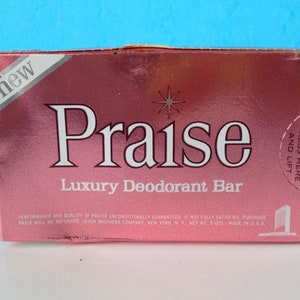 new
Praise
Luxury Deodorant Bar
AND LIFT
PERFORMANCE AND QUALITY OF PRAISE UNCONDITIONALLY GUARANTEED. IF NOT FULLY SATISFIED, PURCHASE
PRICE WILL BE REFUNDED. LEVER BROTHERS COMPANY, NEW YORK, N.Y. NET WT. 5 OZS. MADE IN U.S.A.